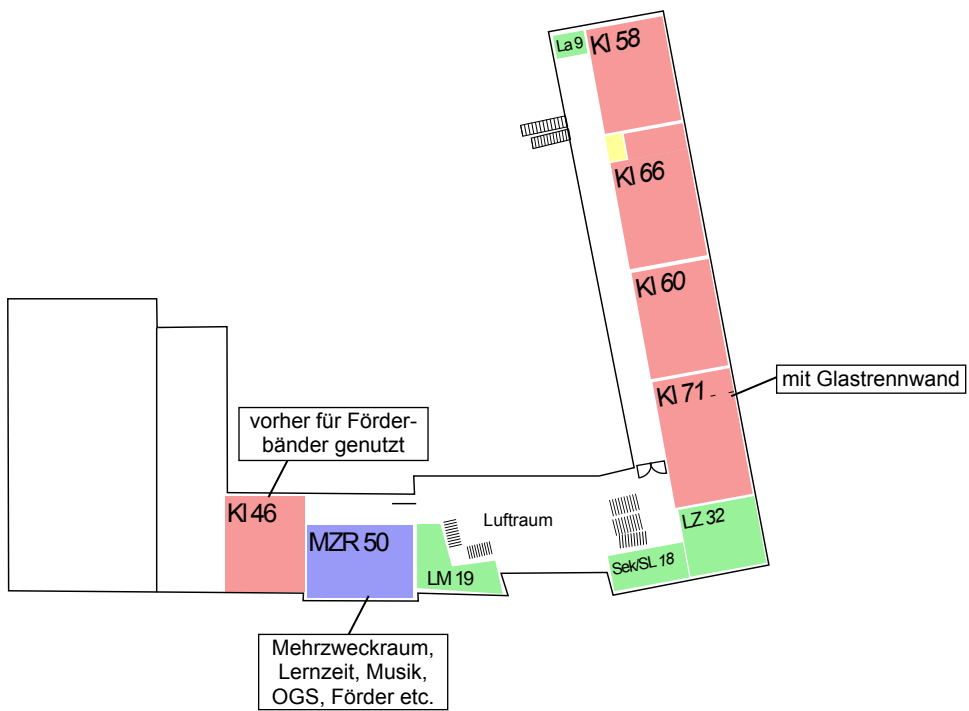 La 9
Kl 58
Kl 66
Kl 60
Kl 71
mit Glastrennwand
vorher für Förder-
bänder genutzt
Kl 46
MZR 50
LM 19
Luftraum
Sek/SL 18
LZ 32
Mehrzweckraum,
Lernzeit, Musik,
OGS, Förder etc.